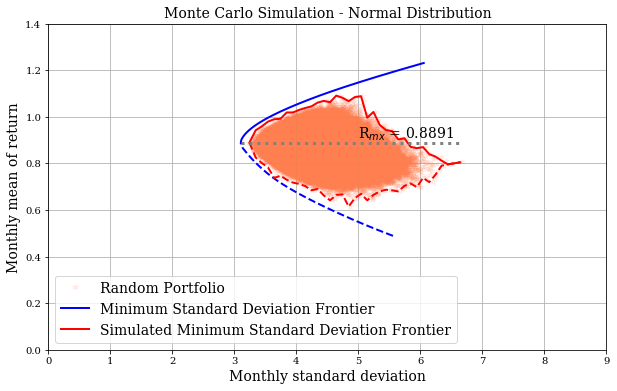 Monte Carlo Simulation - Normal Distribution
1.4
1.2
1.0
0.8
0.6
0.4
0.2
0.0
Monthly mean of return
R_mx = 0.8891
Random Portfolio
Minimum Standard Deviation Frontier
Simulated Minimum Standard Deviation Frontier
0 1 2 3 4 5 6 7 8 9
Monthly standard deviation